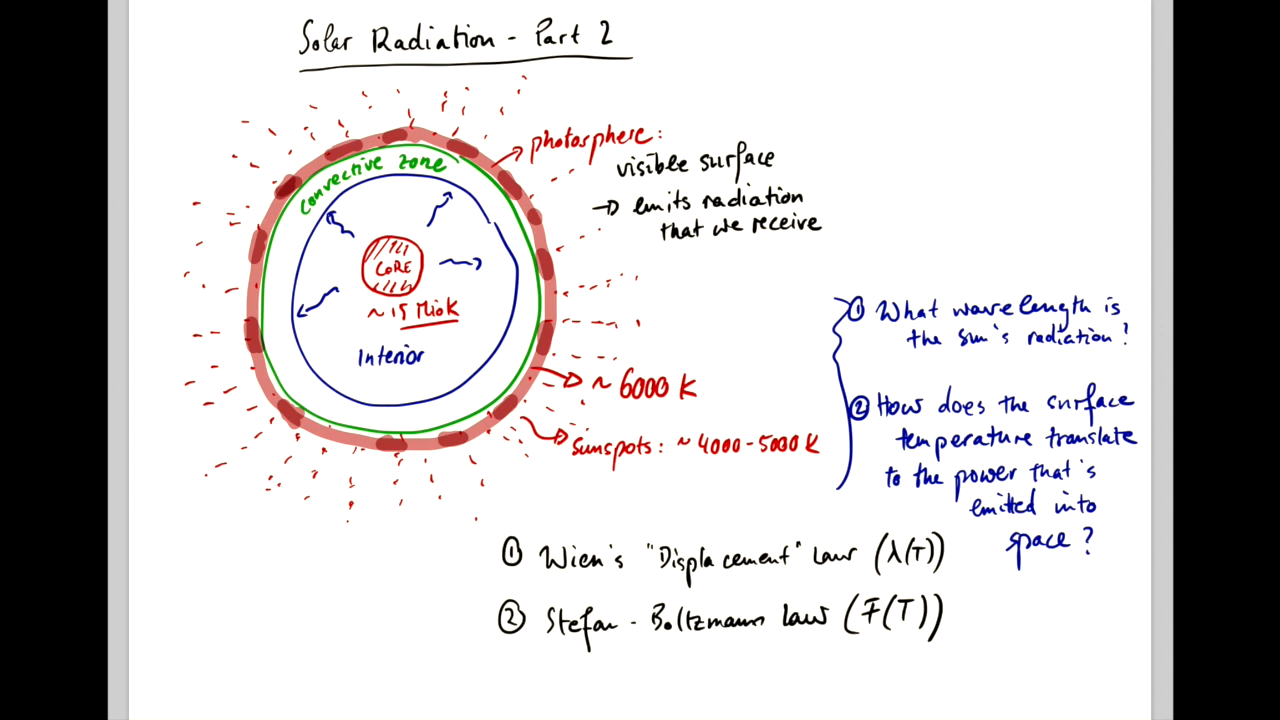 Solar Radiation - Part 2
photosphere:
visible surface
→ emits radiation
that we receive
convective zone
CORE
~ 15 Mio K
Interior
~ 6000 K
sunspots: ~ 4000-5000 K
① What wavelength is
the sun's radiation?
② How does the surface
temperature translate
to the power that's
emitted into
space?
① Wien's "Displacement" Law (λ(T))
② Stefan - Boltzmann Law (F(T))